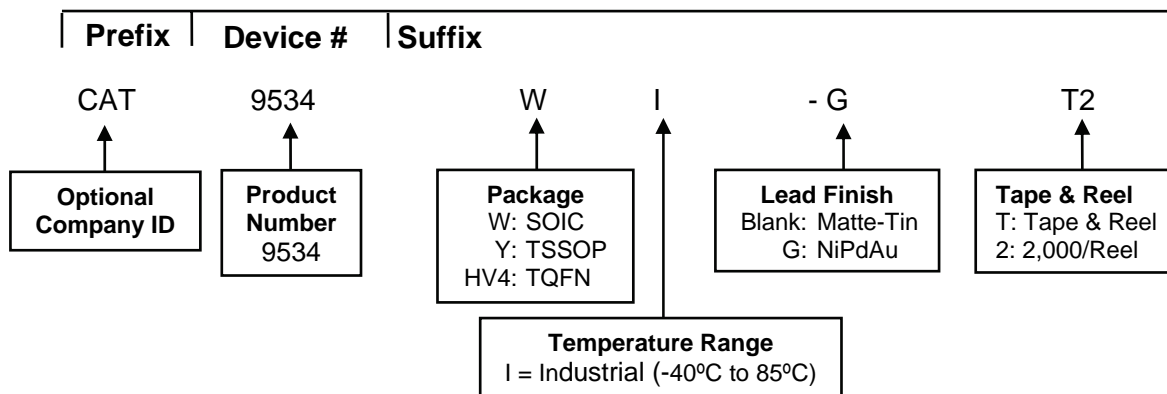 Prefix Device # Suffix
CAT 9534 W I - G T2
Optional
Company ID
Product
Number
9534
Package
W: SOIC
Y: TSSOP
HV4: TQFN
Lead Finish
Blank: Matte-Tin
G: NiPdAu
Tape & Reel
T: Tape & Reel
2: 2,000/Reel
Temperature Range
I = Industrial (-40ºC to 85ºC)